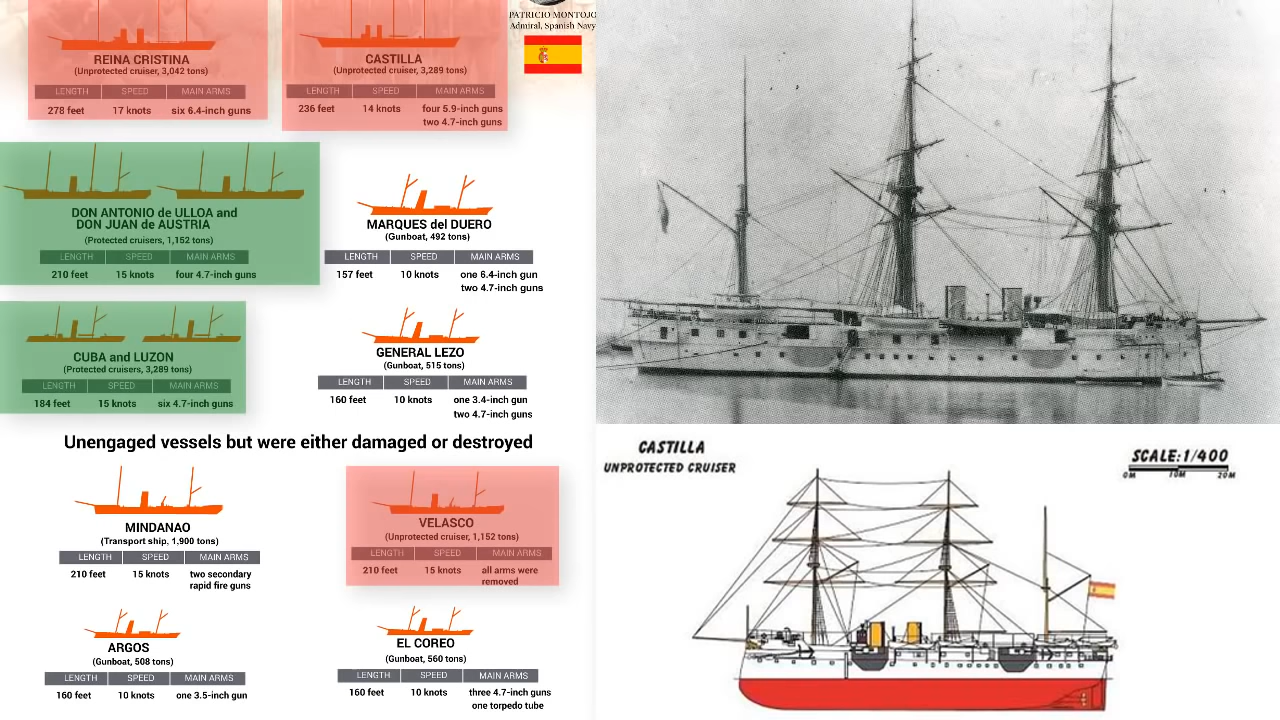 PATRICIO MONTOJO
Admiral, Spanish Navy
REINA CRISTINA
(Unprotected cruiser, 3,042 tons)
LENGTH SPEED MAIN ARMS
278 feet 17 knots six 6.4-inch guns
CASTILLA
(Unprotected cruiser, 3,289 tons)
LENGTH SPEED MAIN ARMS
236 feet 14 knots four 5.9-inch guns
two 4.7-inch guns
DON ANTONIO de ULLOA and
DON JUAN de AUSTRIA
(Protected cruisers, 1,152 tons)
LENGTH SPEED MAIN ARMS
210 feet 15 knots four 4.7-inch guns
MARQUES del DUERO
(Gunboat, 492 tons)
LENGTH SPEED MAIN ARMS
157 feet 10 knots one 6.4-inch gun
two 4.7-inch guns
CUBA and LUZON
(Protected cruisers, 3,289 tons)
LENGTH SPEED MAIN ARMS
184 feet 15 knots six 4.7-inch guns
GENERAL LEZO
(Gunboat, 515 tons)
LENGTH SPEED MAIN ARMS
160 feet 10 knots one 3.4-inch gun
two 4.7-inch guns
Unengaged vessels but were either damaged or destroyed
MINDANAO
(Transport ship, 1,900 tons)
LENGTH SPEED MAIN ARMS
210 feet 15 knots two secondary
rapid fire guns
VELASCO
(Unprotected cruiser, 1,152 tons)
LENGTH SPEED MAIN ARMS
210 feet 15 knots all arms were
removed
ARGOS
(Gunboat, 508 tons)
LENGTH SPEED MAIN ARMS
160 feet 10 knots one 3.5-inch gun
EL COREO
(Gunboat, 560 tons)
LENGTH SPEED MAIN ARMS
160 feet 10 knots three 4.7-inch guns
one torpedo tube
CASTILLA
UNPROTECTED CRUISER
SCALE:1/400
0M 10M 20M